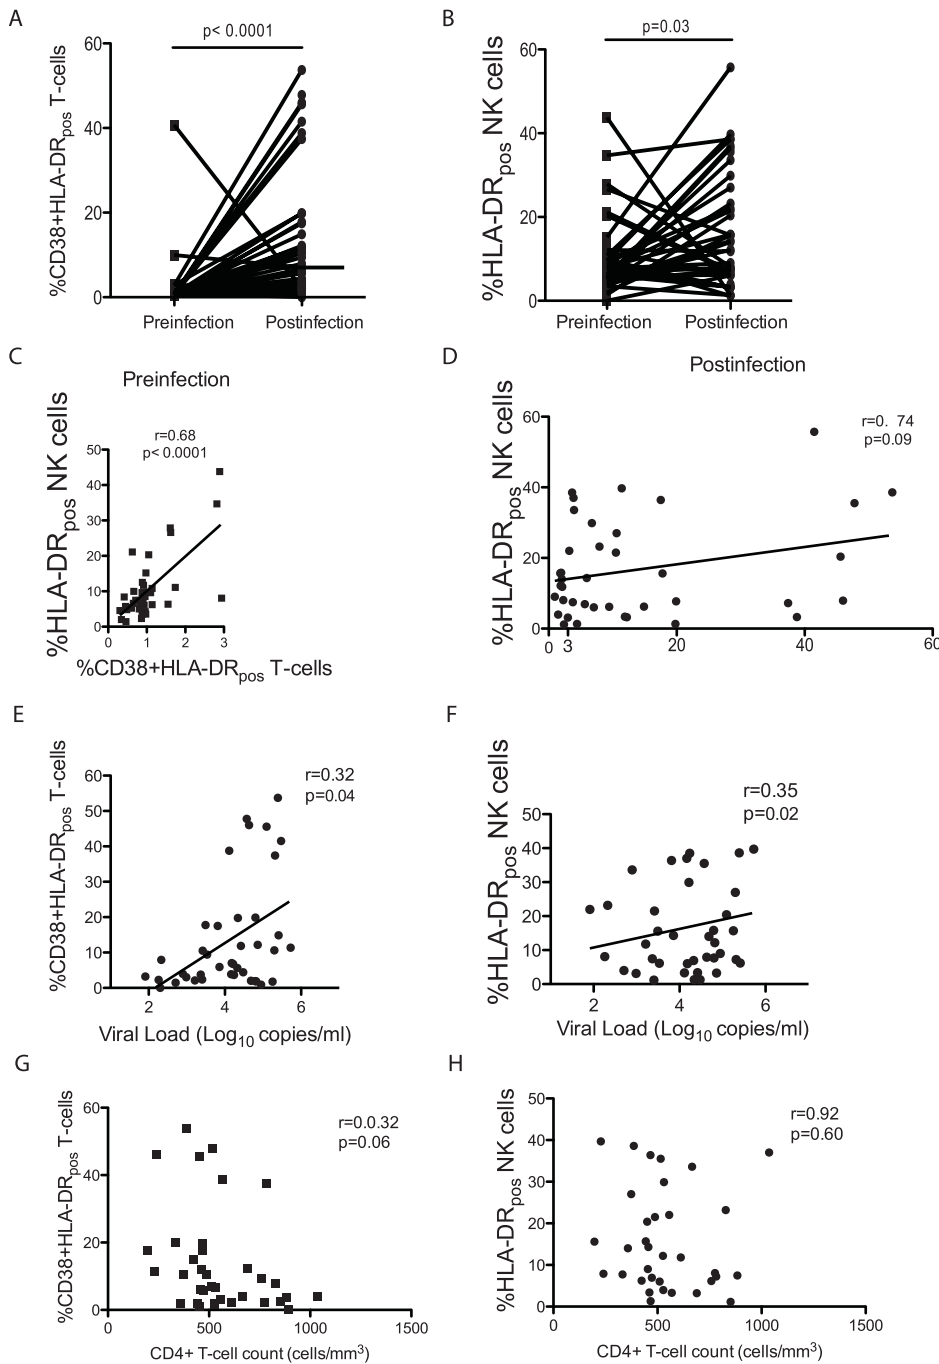 A
p< 0.0001
%CD38+HLA-DRpos T-cells
60
40
20
0
Preinfection
Postinfection
B
p=0.03
%HLA-DRpos NK cells
60
40
20
0
Preinfection
Postinfection
C
Preinfection
r=0.68
p< 0.0001
%HLA-DRpos NK cells
50
40
30
20
10
0
0 1 2 3
%CD38+HLA-DRpos T-cells
D
Postinfection
r=0. 74
p=0.09
%HLA-DRpos NK cells
60
40
20
0
0 3 20 40 60
E
r=0.32
p=0.04
%CD38+HLA-DRpos T-cells
60
50
40
30
20
10
0
2 4 6
Viral Load (Log10 copies/ml)
F
r=0.35
p=0.02
%HLA-DRpos NK cells
50
40
30
20
10
0
2 4 6
Viral Load (Log10 copies/ml)
G
r=0.0.32
p=0.06
%CD38+HLA-DRpos T-cells
60
40
20
0
0 500 1000 1500
CD4+ T-cell count (cells/mm3)
H
r=0.92
p=0.60
%HLA-DRpos NK cells
50
40
30
20
10
0
0 500 1000 1500
CD4+ T-cell count (cells/mm3)